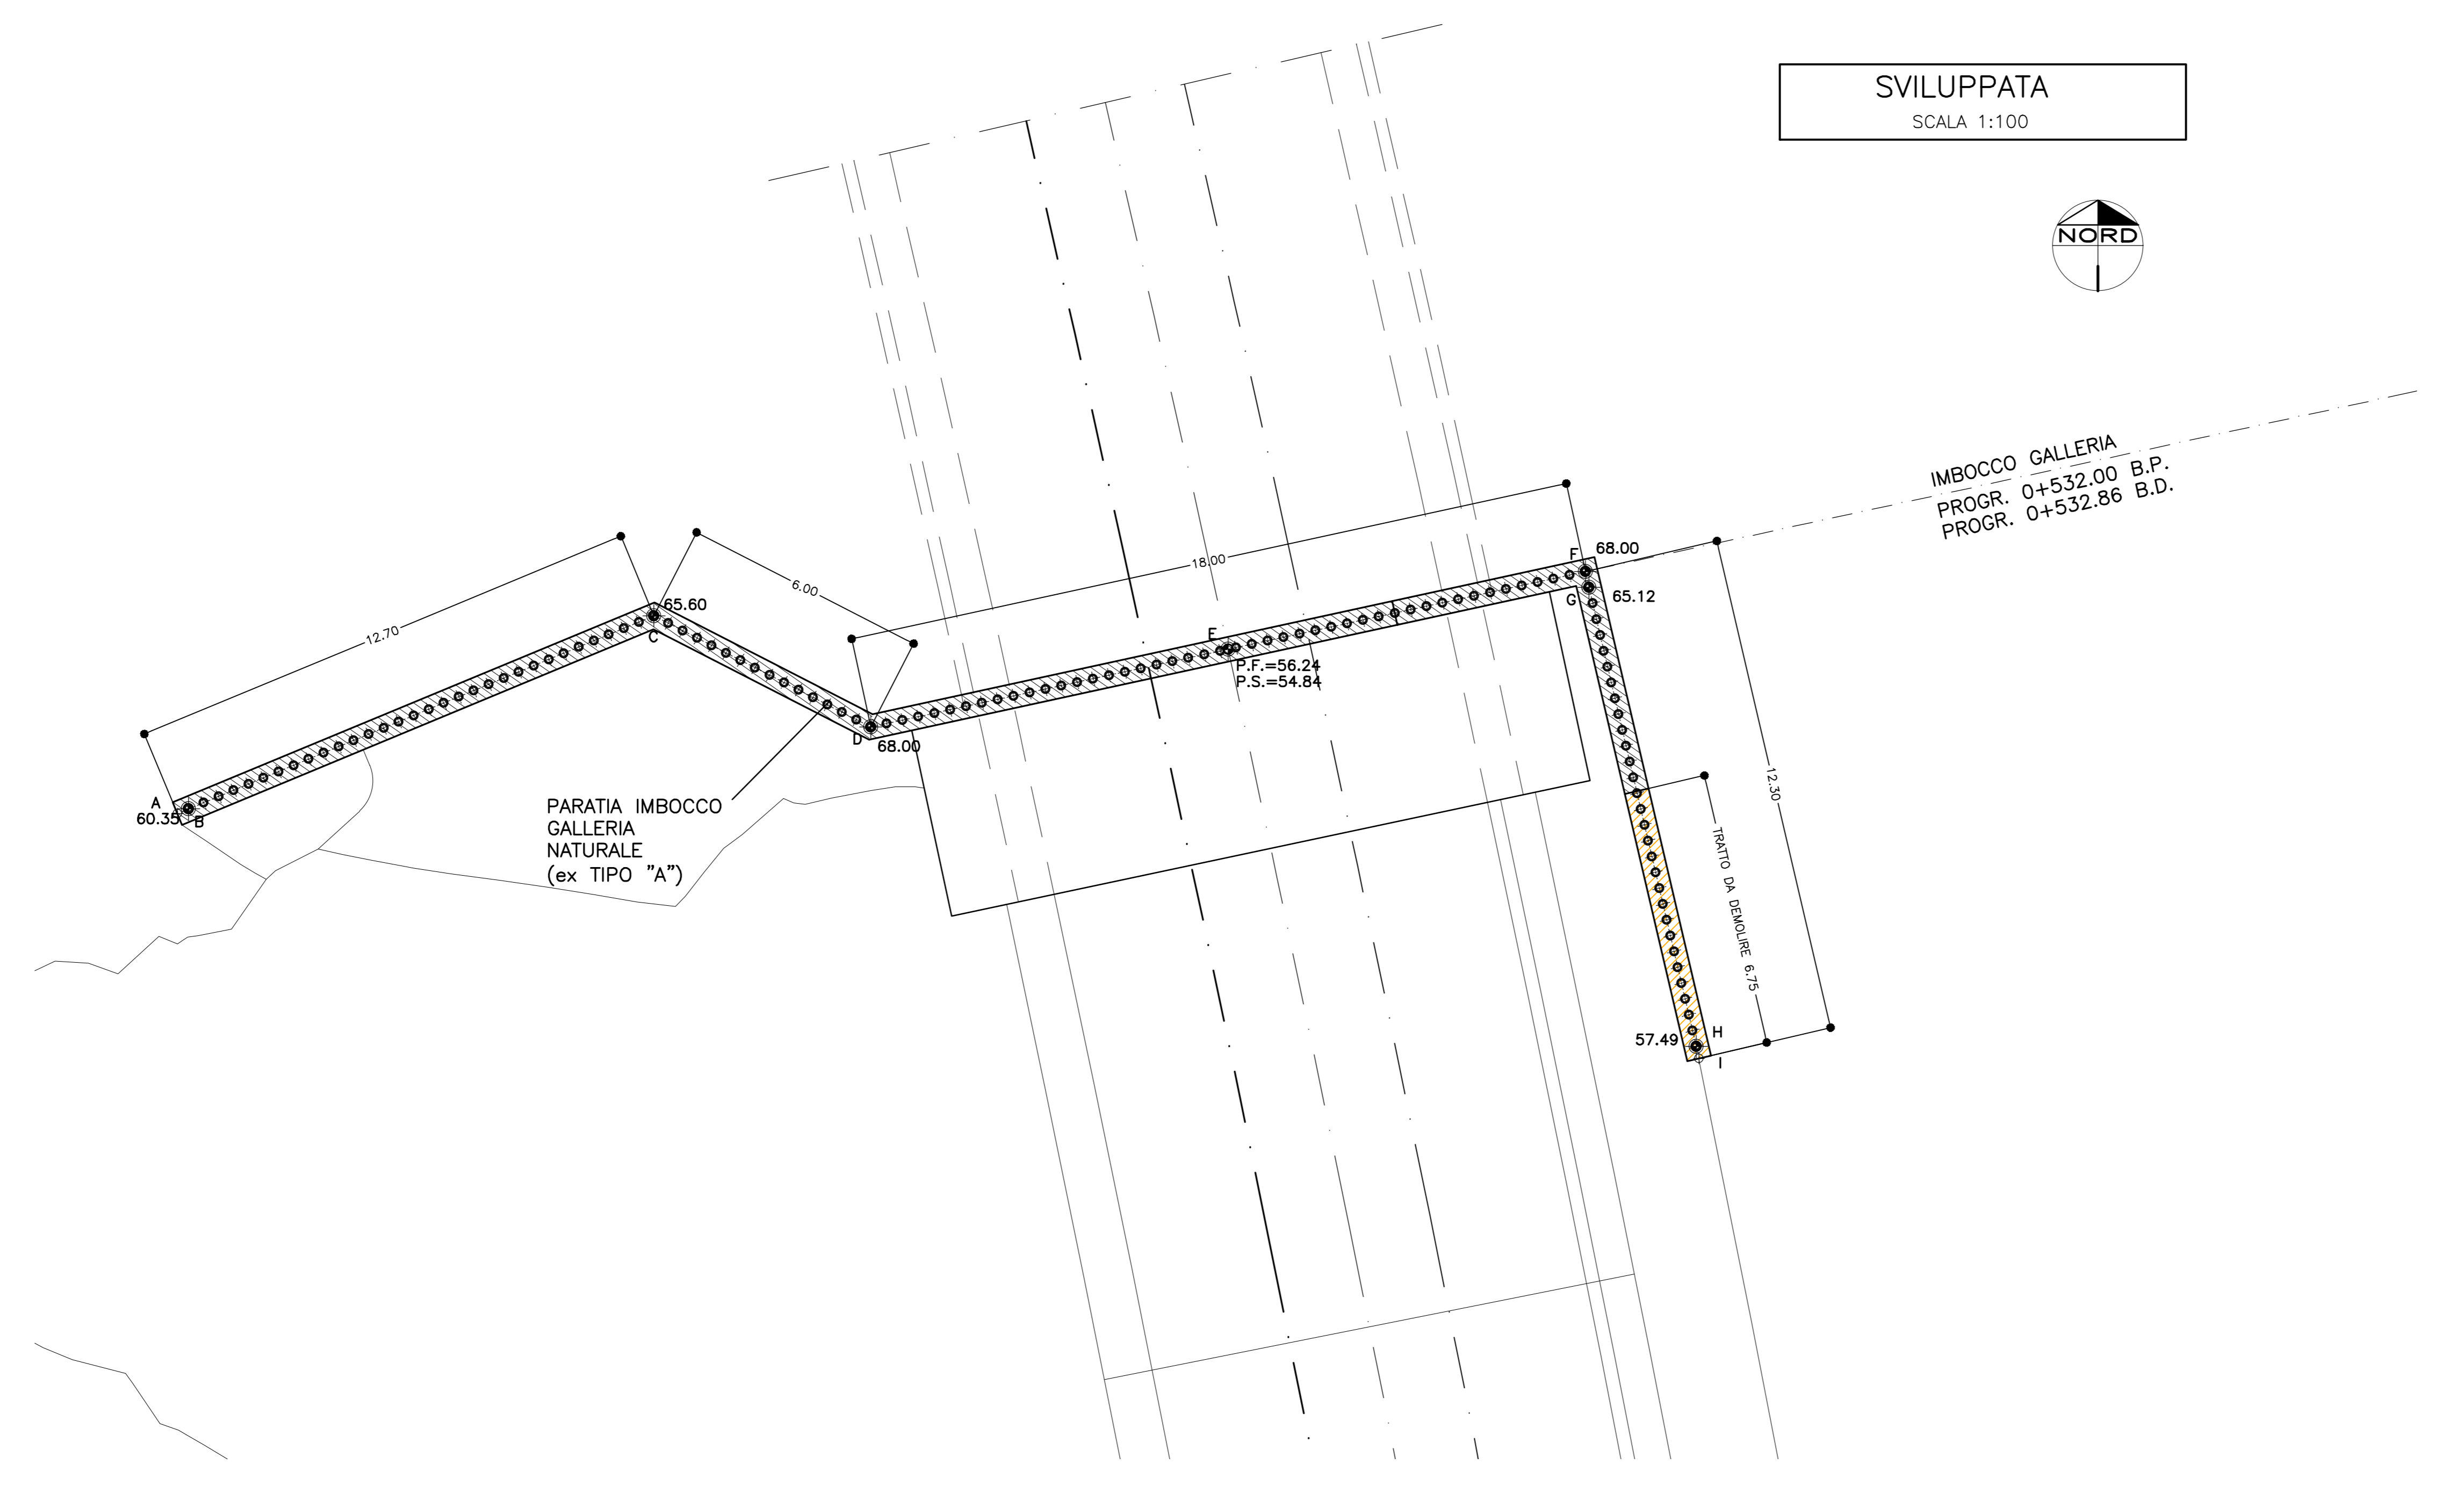 SVILUPPATA
SCALA 1:100
NORD
IMBOCCO GALLERIA
PROGR. 0+532.00 B.P.
PROGR. 0+532.86 B.D.
18.00
F
68.00
6.00
G
65.12
65.60
12.70
C
E
P.F.=56.24
P.S.=54.84
D
68.00
12.30
A
60.35
B
PARATIA IMBOCCO
GALLERIA
NATURALE
(ex TIPO "A")
TRATTO DA DEMOLIRE 6.75
57.49
H
I